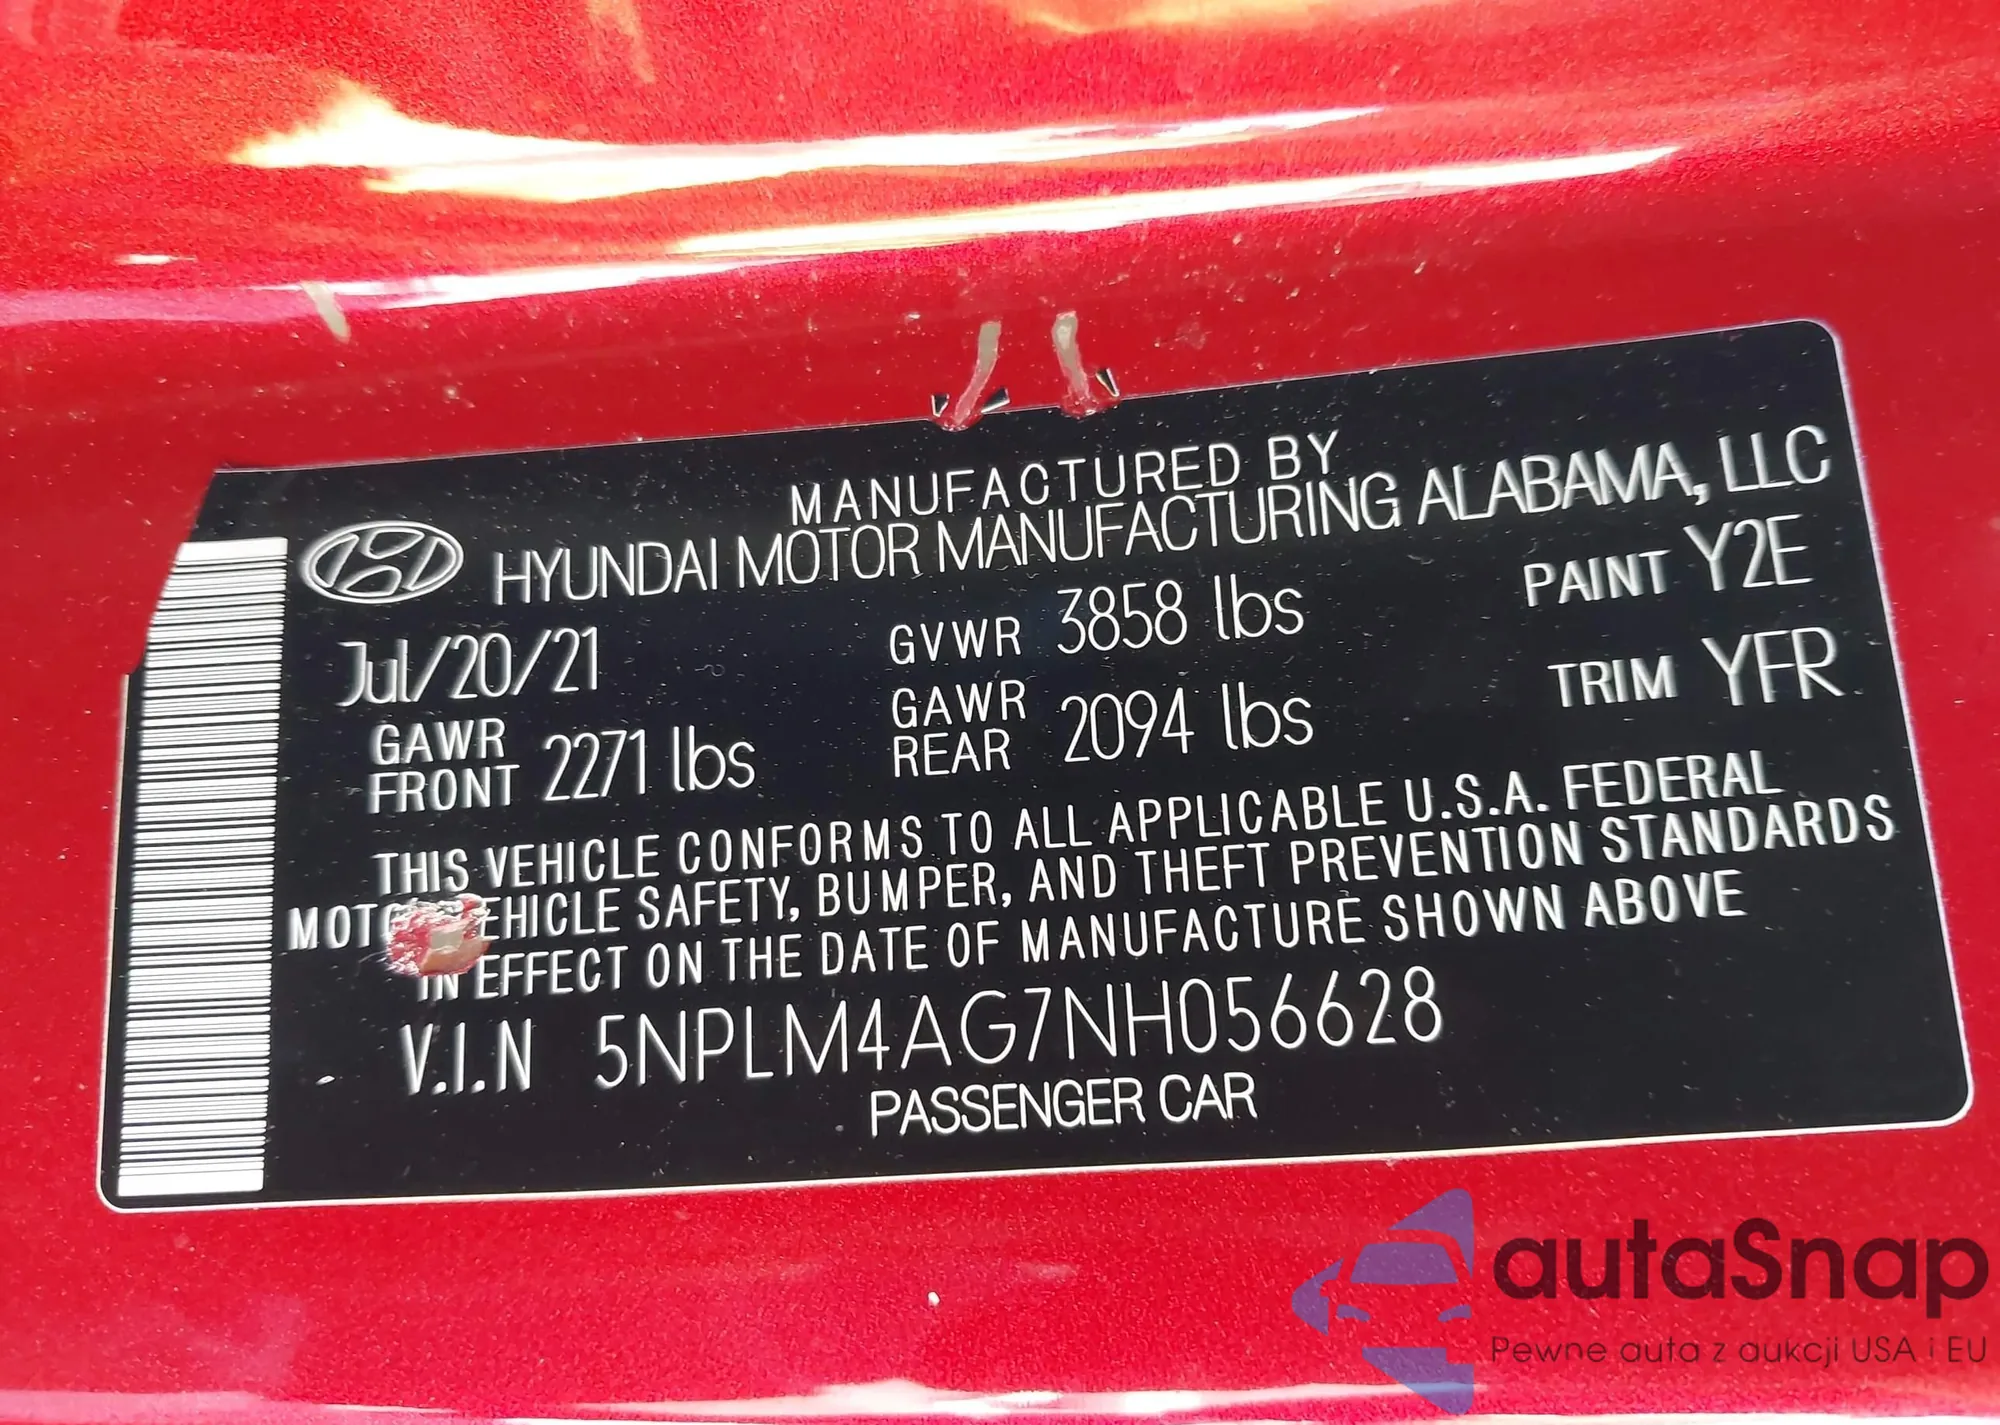 MANUFACTURED BY
HYUNDAI MOTOR MANUFACTURING ALABAMA, LLC
Jul/20/21 GVWR 3858 lbs PAINT Y2E
GAWR FRONT 2271 lbs GAWR REAR 2094 lbs TRIM YFR
THIS VEHICLE CONFORMS TO ALL APPLICABLE U.S.A. FEDERAL
EHICLE SAFETY, BUMPER, AND THEFT PREVENTION STANDARDS
IN EFFECT ON THE DATE OF MANUFACTURE SHOWN ABOVE
V.I.N 5NPLM4AG7NH056628
PASSENGER CAR
autaSnap
Pewne auta z aukcji USA i EU